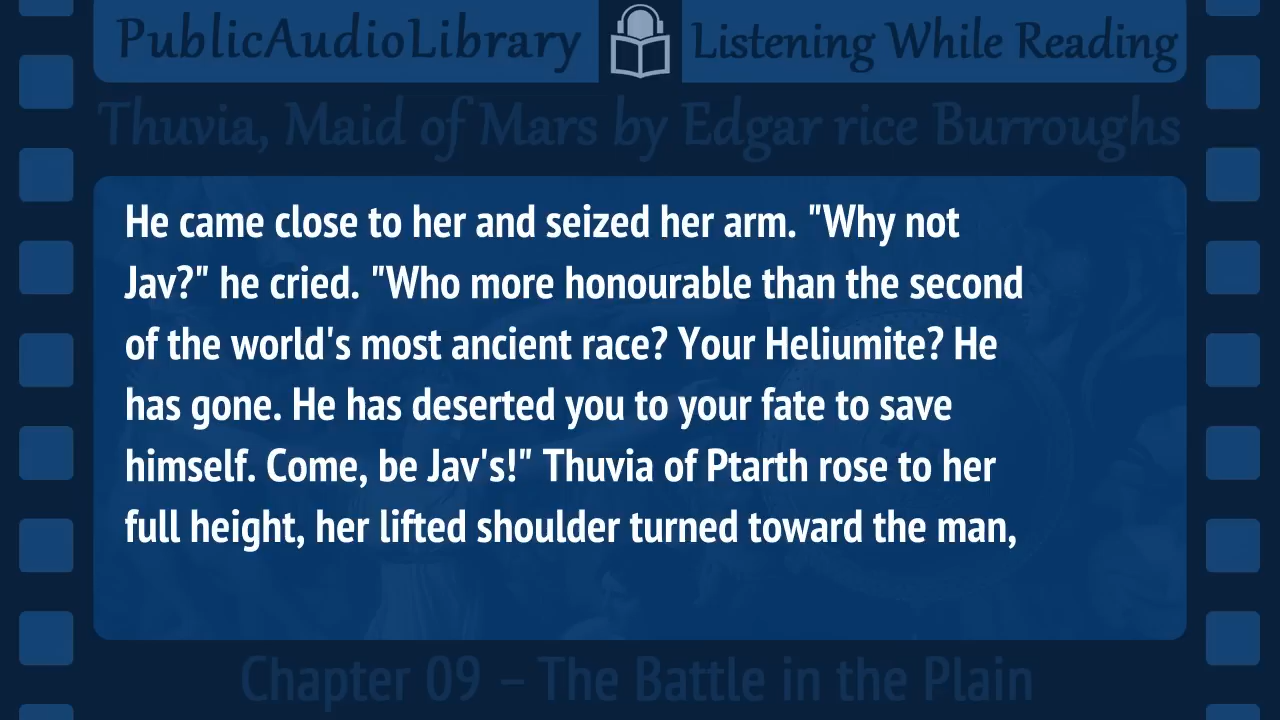 PublicAudioLibrary Listening While Reading
Thuvia, Maid of Mars by Edgar rice Burroughs
He came close to her and seized her arm. "Why not
Jav?" he cried. "Who more honourable than the second
of the world's most ancient race? Your Heliumite? He
has gone. He has deserted you to your fate to save
himself. Come, be Jav's!" Thuvia of Ptarth rose to her
full height, her lifted shoulder turned toward the man,
Chapter 09 – The Battle in the Plain